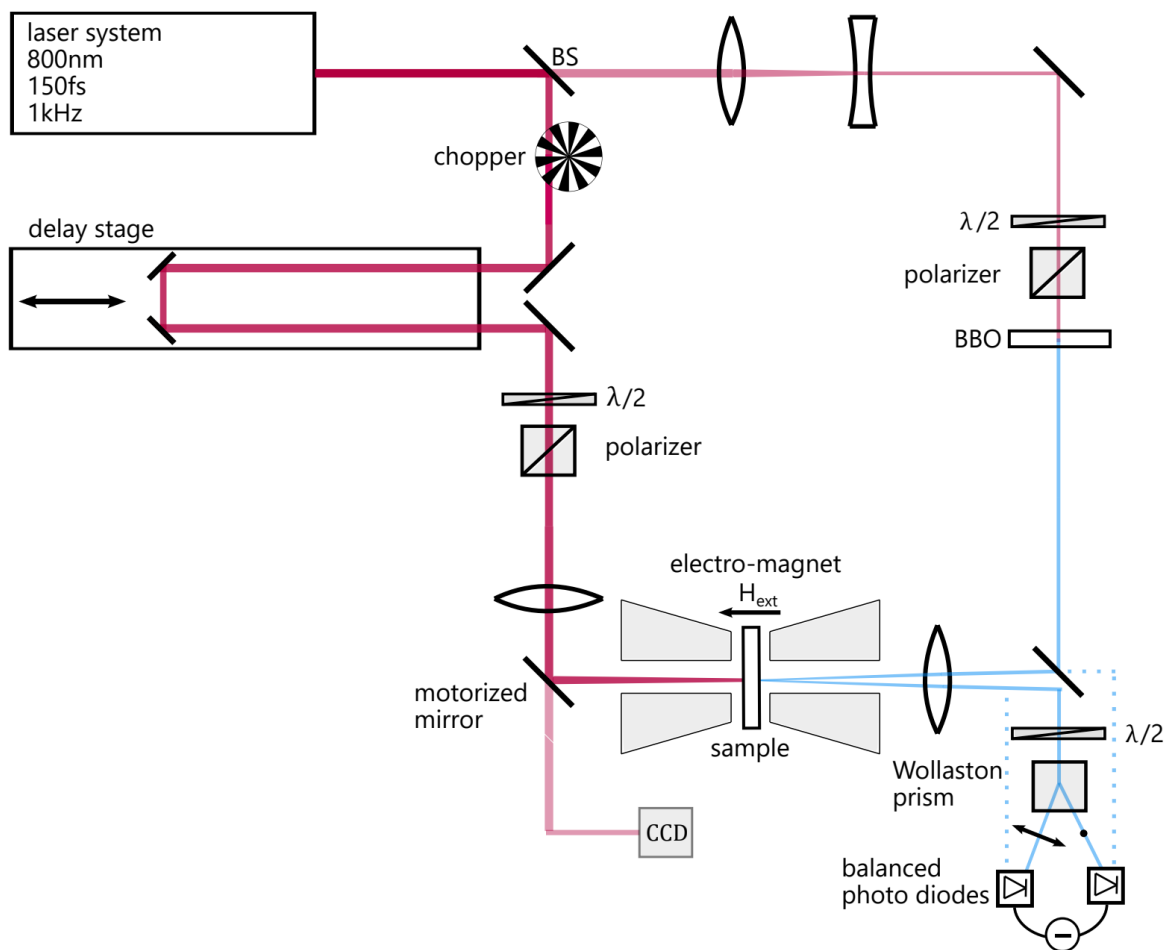 laser system
800nm
150fs
1kHz
BS
chopper
delay stage
λ/2
polarizer
BBO
λ/2
polarizer
electro-magnet
Hext
motorized
mirror
sample
λ/2
Wollaston
prism
CCD
balanced
photo diodes